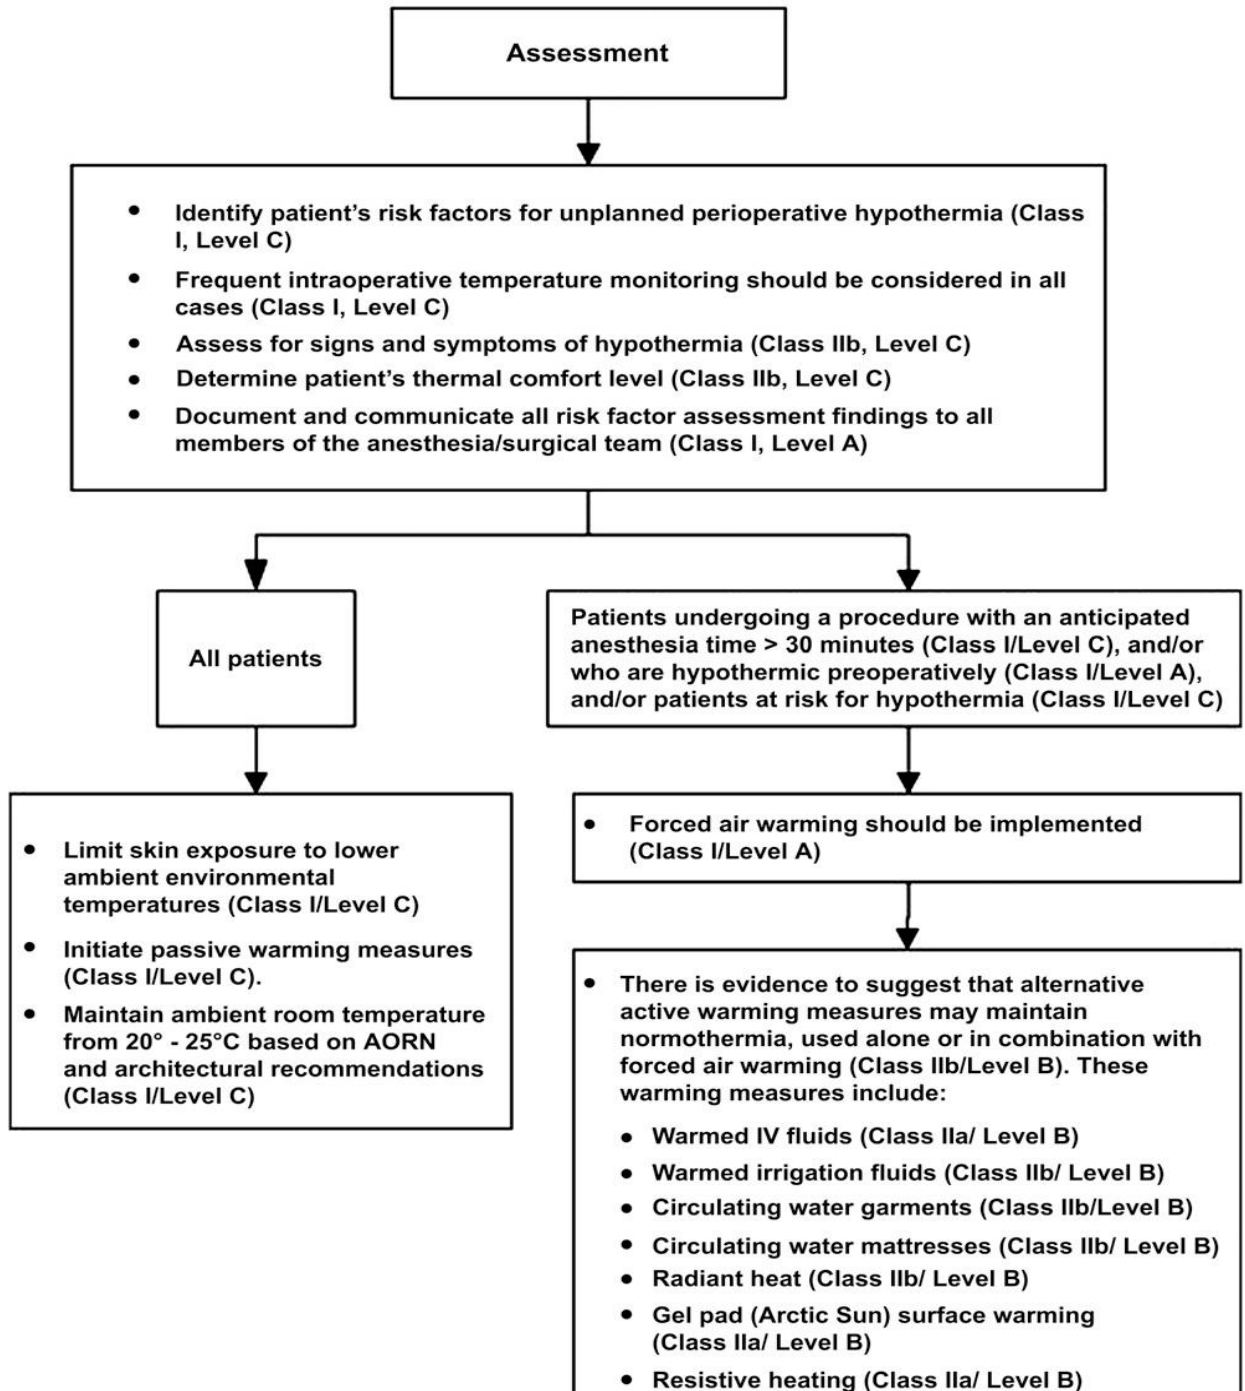 Assessment
• Identify patient's risk factors for unplanned perioperative hypothermia (Class
I, Level C)
• Frequent intraoperative temperature monitoring should be considered in all
cases (Class I, Level C)
• Assess for signs and symptoms of hypothermia (Class IIb, Level C)
• Determine patient's thermal comfort level (Class IIb, Level C)
• Document and communicate all risk factor assessment findings to all
members of the anesthesia/surgical team (Class I, Level A)
All patients
• Limit skin exposure to lower
ambient environmental
temperatures (Class I/Level C)
• Initiate passive warming measures
(Class I/Level C).
• Maintain ambient room temperature
from 20° - 25°C based on AORN
and architectural recommendations
(Class I/Level C)
Patients undergoing a procedure with an anticipated
anesthesia time > 30 minutes (Class I/Level C), and/or
who are hypothermic preoperatively (Class I/Level A),
and/or patients at risk for hypothermia (Class I/Level C)
• Forced air warming should be implemented
(Class I/Level A)
• There is evidence to suggest that alternative
active warming measures may maintain
normothermia, used alone or in combination with
forced air warming (Class IIb/Level B). These
warming measures include:
• Warmed IV fluids (Class IIa/ Level B)
• Warmed irrigation fluids (Class IIb/ Level B)
• Circulating water garments (Class IIb/Level B)
• Circulating water mattresses (Class IIb/ Level B)
• Radiant heat (Class IIb/ Level B)
• Gel pad (Arctic Sun) surface warming
(Class IIa/ Level B)
• Resistive heating (Class IIa/ Level B)